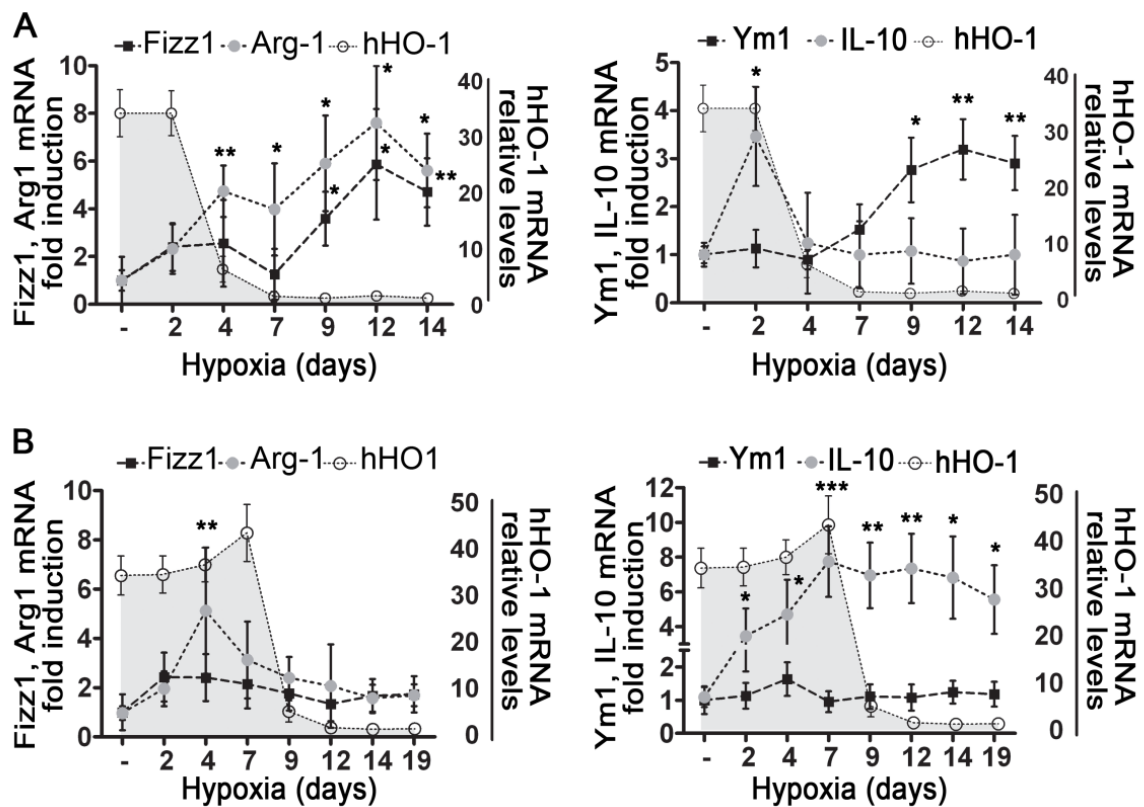 A
Fizz1 Arg-1 hHO-1
Fizz1, Arg1 mRNA
fold induction
10
8
6
4
2
0
* * * * * * ** **
40
30
20
10
0
hHO-1 mRNA
relative levels
- 2 4 7 9 12 14
Hypoxia (days)
Ym1 IL-10 hHO-1
Ym1, IL-10 mRNA
fold induction
5
4
3
2
1
0
* * ** **
40
30
20
10
0
hHO-1 mRNA
relative levels
- 2 4 7 9 12 14
Hypoxia (days)
B
Fizz1 Arg-1 hHO1
Fizz1, Arg1 mRNA
fold induction
10
8
6
4
2
0
**
50
40
30
20
10
0
hHO-1 mRNA
relative levels
- 2 4 7 9 12 14 19
Hypoxia (days)
Ym1 IL-10 hHO-1
Ym1, IL-10 mRNA
fold induction
12
10
8
6
4
2
1
0
* * *** ** ** * *
50
40
30
20
10
0
hHO-1 mRNA
relative levels
- 2 4 7 9 12 14 19
Hypoxia (days)